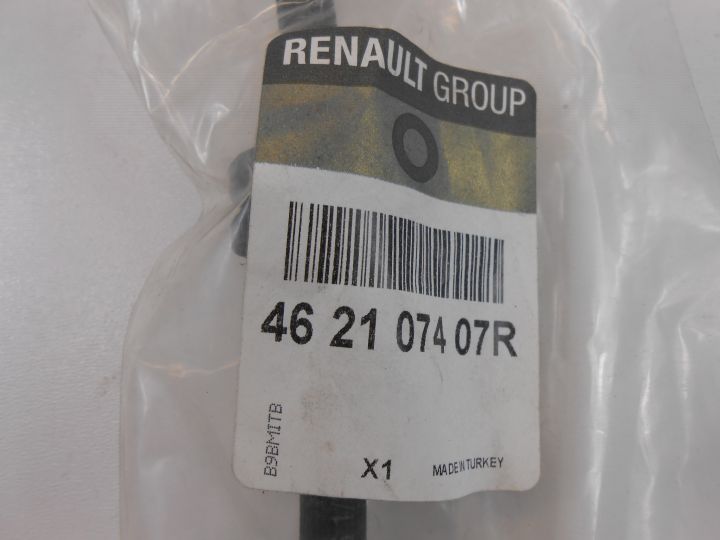 RENAULT GROUP
46 21 074 07R
B9BMITB
X1
MADE IN TURKEY